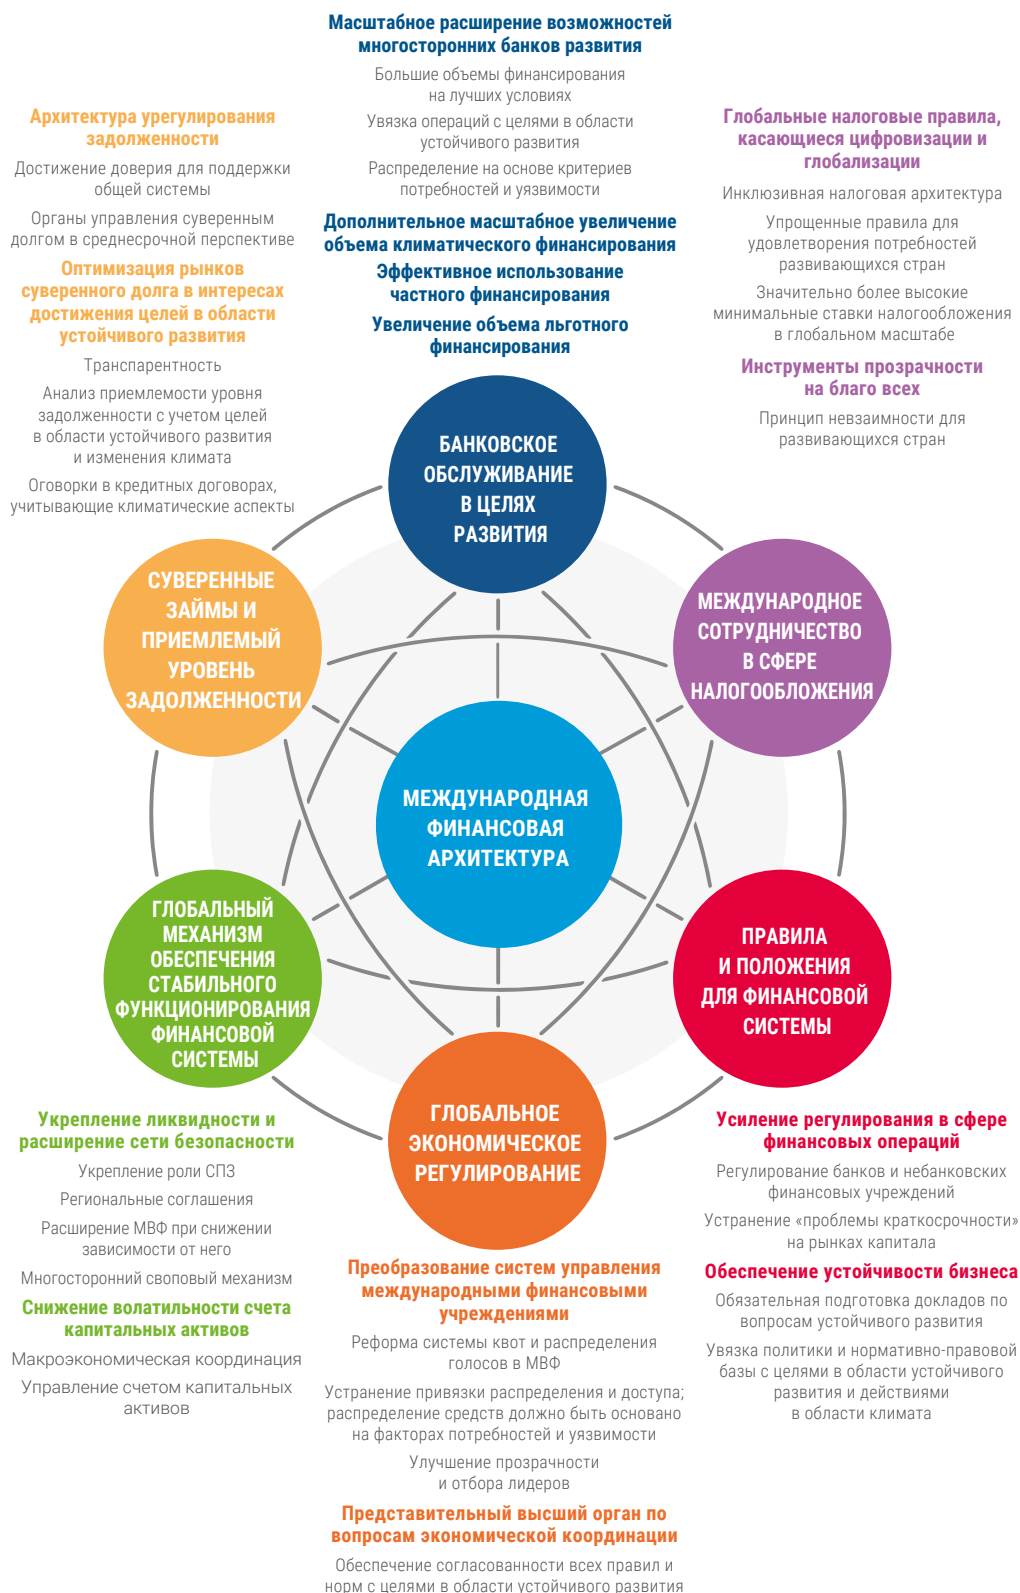 Масштабное расширение возможностей
многосторонних банков развития
Большие объемы финансирования
на лучших условиях
Увязка операций с целями в области
устойчивого развития
Распределение на основе критериев
потребностей и уязвимости
Дополнительное масштабное увеличение
объема климатического финансирования
Эффективное использование
частного финансирования
Увеличение объема льготного
финансирования
Архитектура урегулирования
задолженности
Достижение доверия для поддержки
общей системы
Органы управления суверенным
долгом в среднесрочной перспективе
Оптимизация рынков
суверенного долга в интересах
достижения целей в области
устойчивого развития
Транспарентность
Анализ приемлемости уровня
задолженности с учетом целей
в области устойчивого развития
и изменения климата
Оговорки в кредитных договорах,
учитывающие климатические аспекты
Глобальные налоговые правила,
касающиеся цифровизации и
глобализации
Инклюзивная налоговая архитектура
Упрощенные правила для
удовлетворения потребностей
развивающихся стран
Значительно более высокие
минимальные ставки налогообложения
в глобальном масштабе
Инструменты прозрачности
на благо всех
Принцип невзаимности для
развивающихся стран
БАНКОВСКОЕ
ОБСЛУЖИВАНИЕ
В ЦЕЛЯХ
РАЗВИТИЯ
СУВЕРЕННЫЕ
ЗАЙМЫ И
ПРИЕМЛЕМЫЙ
УРОВЕНЬ
ЗАДОЛЖЕННОСТИ
МЕЖДУНАРОДНОЕ
СОТРУДНИЧЕСТВО
В СФЕРЕ
НАЛОГООБЛОЖЕНИЯ
МЕЖДУНАРОДНАЯ
ФИНАНСОВАЯ
АРХИТЕКТУРА
ГЛОБАЛЬНЫЙ
МЕХАНИЗМ
ОБЕСПЕЧЕНИЯ
СТАБИЛЬНОГО
ФУНКЦИОНИРОВАНИЯ
ФИНАНСОВОЙ
СИСТЕМЫ
ПРАВИЛА
И ПОЛОЖЕНИЯ
ДЛЯ ФИНАНСОВОЙ
СИСТЕМЫ
ГЛОБАЛЬНОЕ
ЭКОНОМИЧЕСКОЕ
РЕГУЛИРОВАНИЕ
Укрепление ликвидности и
расширение сети безопасности
Укрепление роли СПЗ
Региональные соглашения
Расширение МВФ при снижении
зависимости от него
Многосторонний своповый механизм
Снижение волатильности счета
капитальных активов
Макроэкономическая координация
Управление счетом капитальных
активов
Преобразование систем управления
международными финансовыми
учреждениями
Реформа системы квот и распределения
голосов в МВФ
Устранение привязки распределения и доступа;
распределение средств должно быть основано
на факторах потребностей и уязвимости
Улучшение прозрачности
и отбора лидеров
Представительный высший орган по
вопросам экономической координации
Обеспечение согласованности всех правил и
норм с целями в области устойчивого развития
Усиление регулирования в сфере
финансовых операций
Регулирование банков и небанковских
финансовых учреждений
Устранение «проблемы краткосрочности»
на рынках капитала
Обеспечение устойчивости бизнеса
Обязательная подготовка докладов по
вопросам устойчивого развития
Увязка политики и нормативно-правовой
базы с целями в области устойчивого
развития и действиями
в области климата